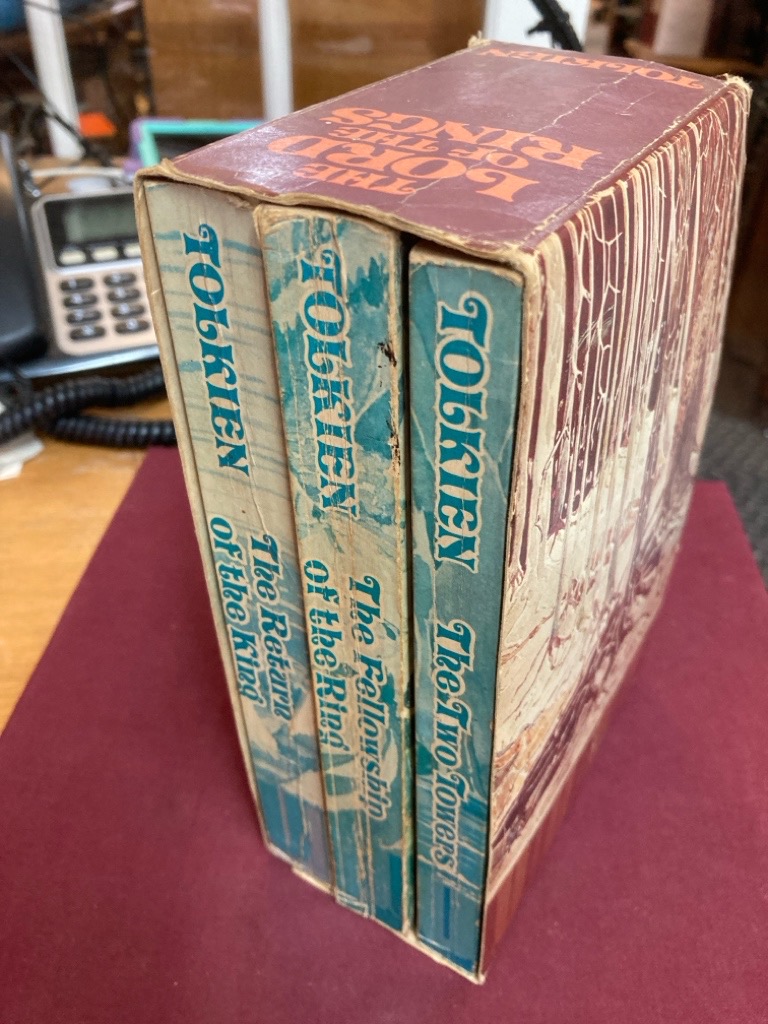 THE
LORD
OF THE
RINGS
TOLKIEN
TOLKIEN
The Return
of the King
TOLKIEN
The Fellowship
of the Ring
TOLKIEN
The Two Towers